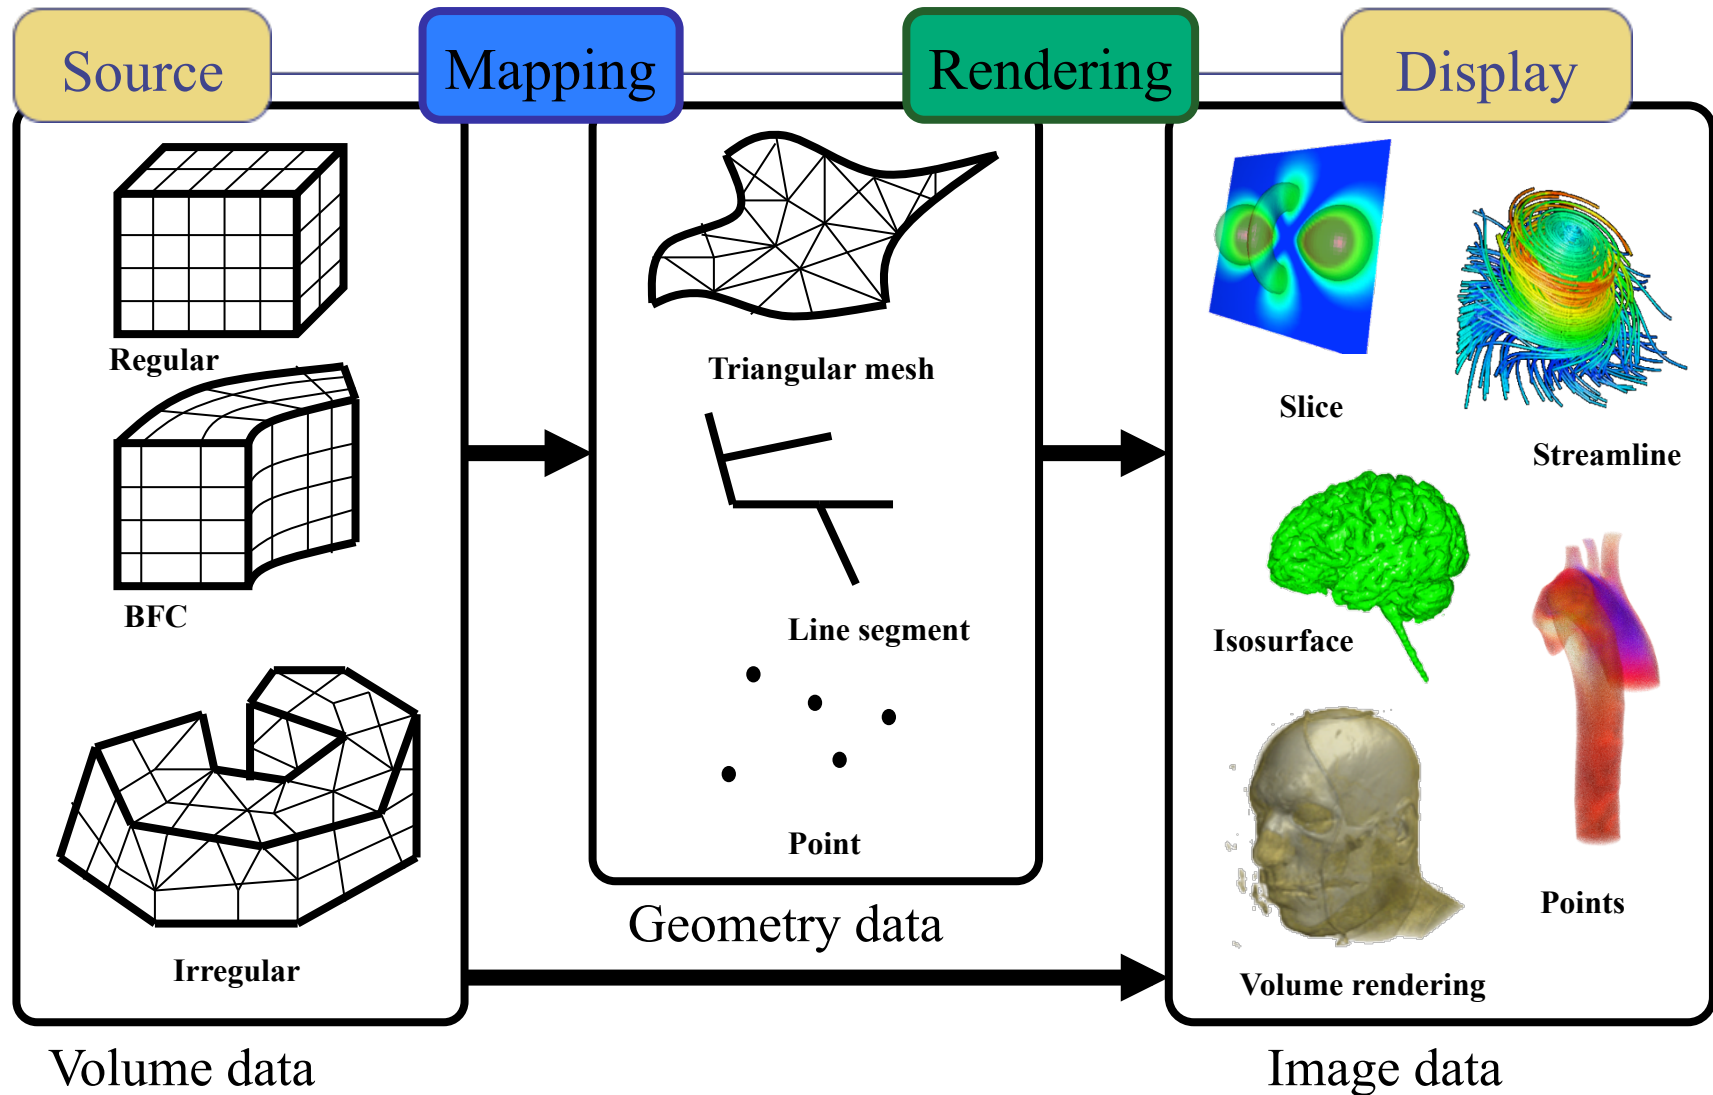 Source
Mapping
Rendering
Display
Regular
BFC
Irregular
Volume data
Triangular mesh
Line segment
Point
Geometry data
Slice
Streamline
Isosurface
Points
Volume rendering
Image data